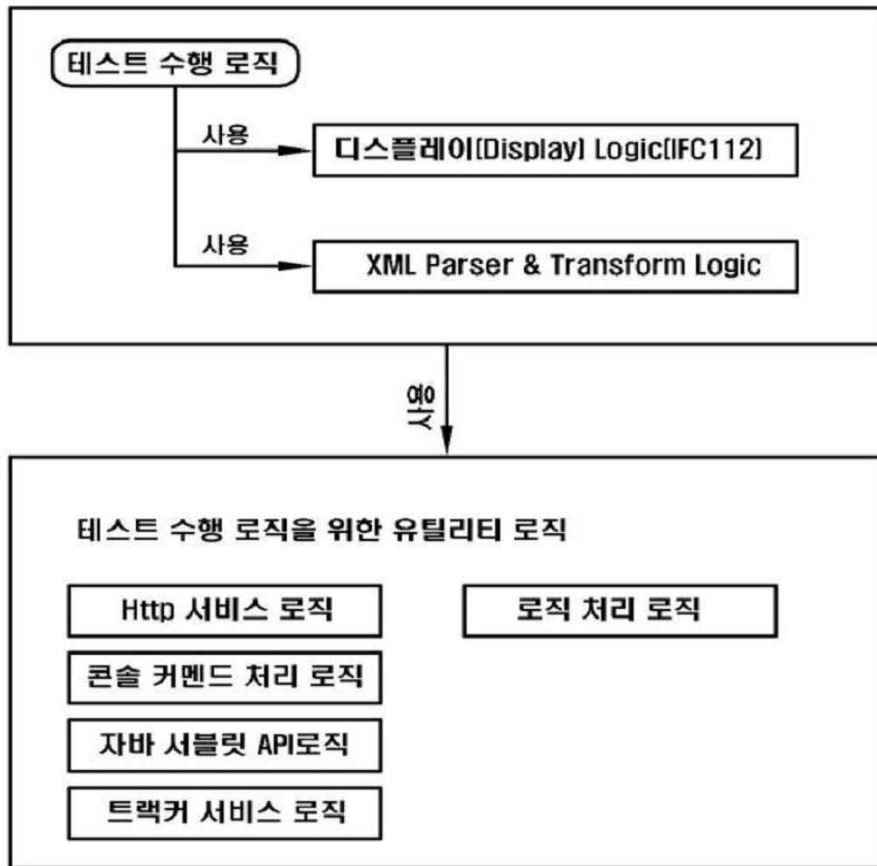 테스트 수행 로직
사용
디스플레이(Display) Logic(IFC112)
사용
XML Parser & Transform Logic
사용
테스트 수행 로직을 위한 유틸리티 로직
Http 서비스 로직
로직 처리 로직
콘솔 커멘드 처리 로직
자바 서블릿 API로직
트랙커 서비스 로직